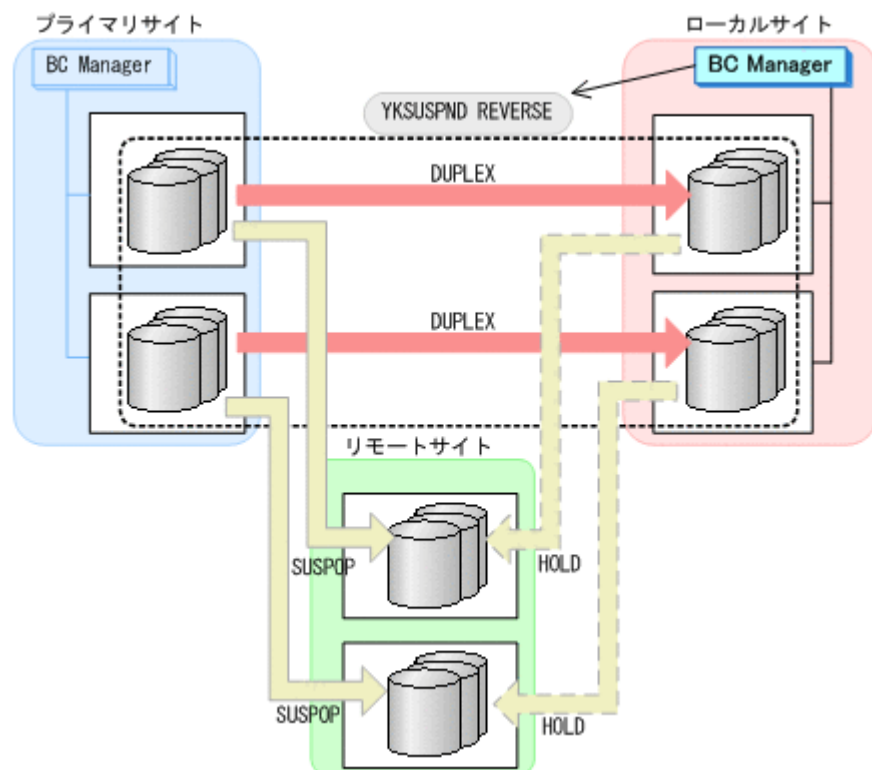 プライマリサイト
ローカルサイト
BC Manager
BC Manager
YKSUSPND REVERSE
DUPLEX
DUPLEX
リモートサイト
SUSPOP
HOLD
SUSPOP
HOLD